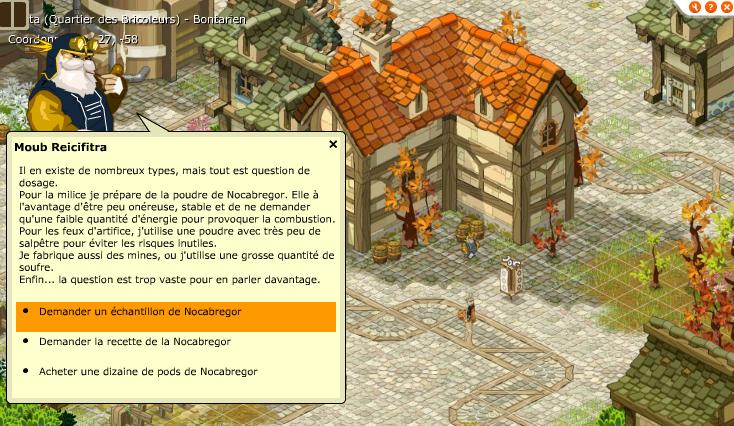 ta (Quartier des Bricoleurs) - Bontarien
Coordon 27, -58
Moub Reicifitra
Il en existe de nombreux types, mais tout est question de
dosage.
Pour la milice je prépare de la poudre de Nocabregor. Elle à
l'avantage d'être peu onéreuse, stable et de ne demander
qu'une faible quantité d'énergie pour provoquer la combustion.
Pour les feux d'artifice, j'utilise une poudre avec très peu de
salpêtre pour éviter les risques inutiles.
Je fabrique aussi des mines, ou j'utilise une grosse quantité de
soufre.
Enfin... la question est trop vaste pour en parler davantage.
• Demander un échantillon de Nocabregor
• Demander la recette de la Nocabregor
• Acheter une dizaine de pods de Nocabregor